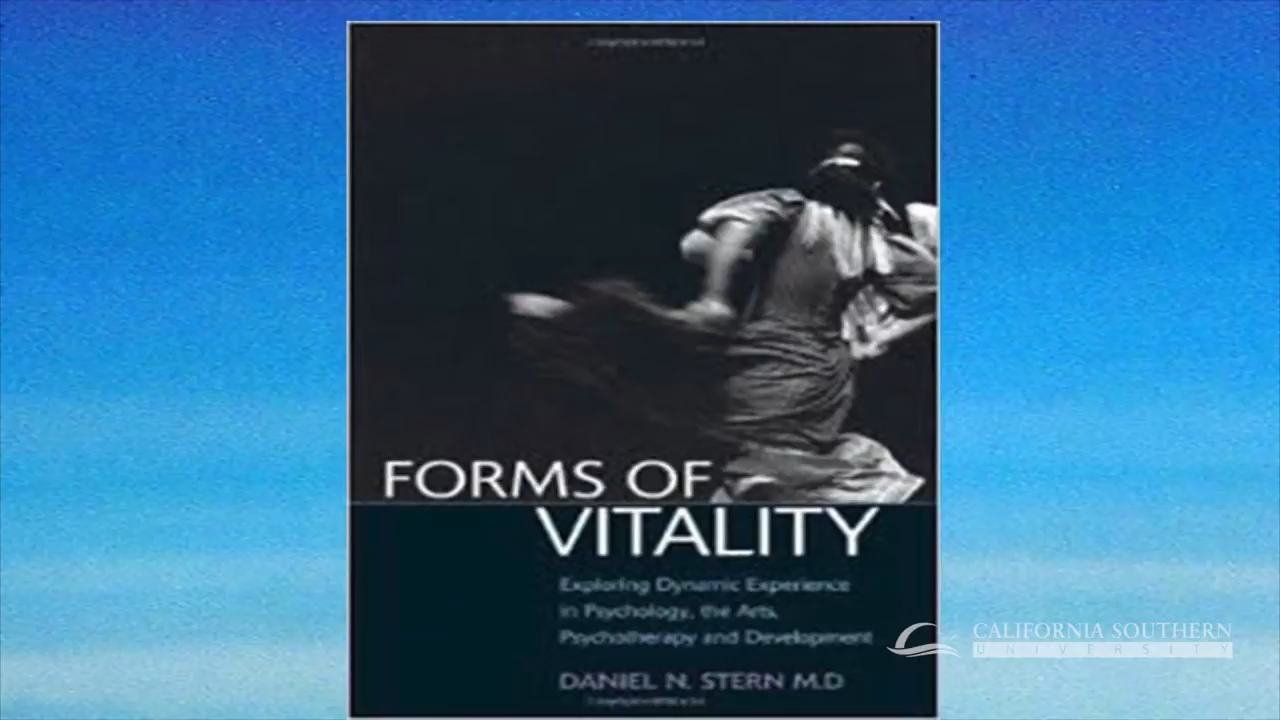 FORMS OF
VITALITY
Exploring Dynamic Experience
in Psychology, the Arts,
Psychotherapy and Development
DANIEL N. STERN M.D
CALIFORNIA SOUTHERN
UNIVERSITY